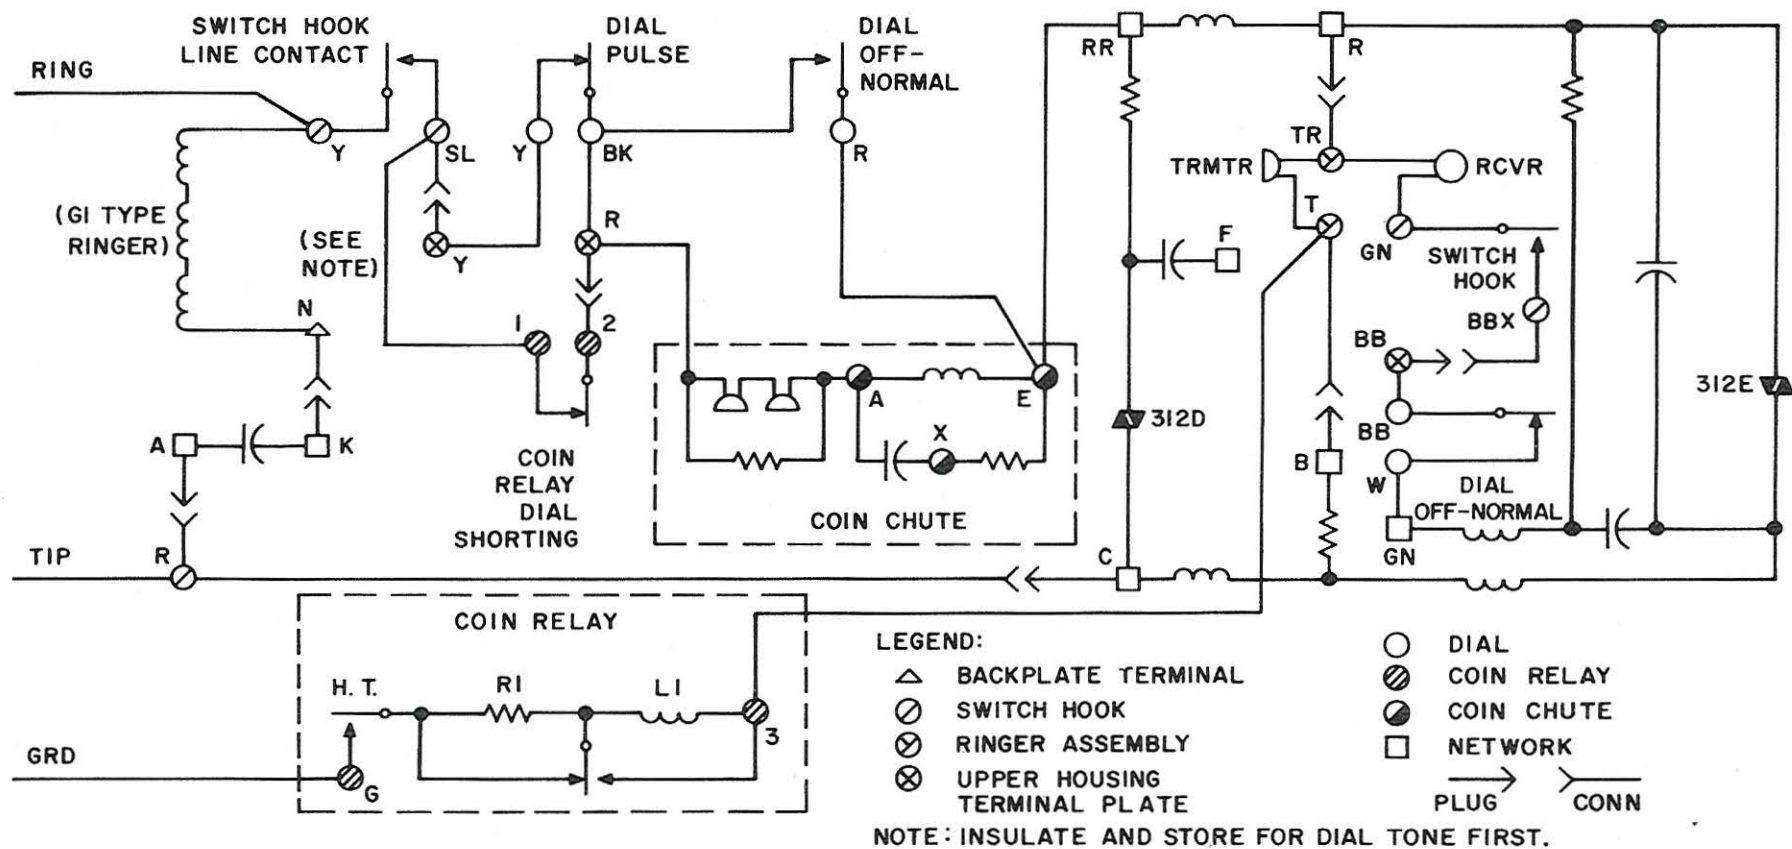 SWITCH HOOK
LINE CONTACT
DIAL
PULSE
DIAL
OFF-
NORMAL
RING
Y
SL
Y
BK
R
RR
R
TR
TRMTR
RCVR
(GI TYPE
RINGER)
(SEE
NOTE)
Y
R
T
F
GN
SWITCH
HOOK
BBX
N
1
2
BB
312E
A
E
312D
BB
X
A
K
B
W
DIAL
OFF-NORMAL
COIN
RELAY
DIAL
SHORTING
COIN CHUTE
GN
TIP
R
C
COIN RELAY
H. T.
R1
L1
3
GRD
G
LEGEND:
BACKPLATE TERMINAL
SWITCH HOOK
RINGER ASSEMBLY
UPPER HOUSING
TERMINAL PLATE
DIAL
COIN RELAY
COIN CHUTE
NETWORK
PLUG
CONN
NOTE: INSULATE AND STORE FOR DIAL TONE FIRST.